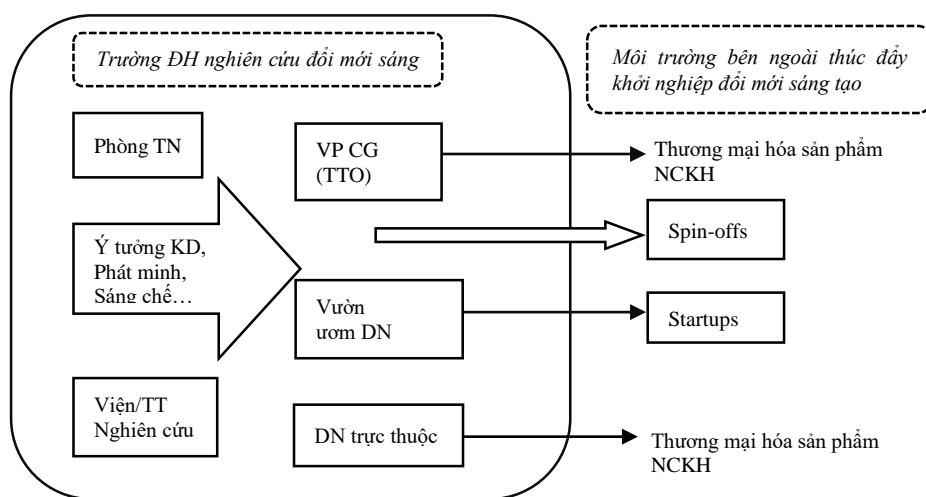 Trường ĐH nghiên cứu đổi mới sáng
Môi trường bên ngoài thúc đẩy
khởi nghiệp đổi mới sáng tạo
Phòng TN
VP CG
(TTO)
Thương mại hóa sản phẩm
NCKH
Ý tưởng KD,
Phát minh,
Sáng chế…
Spin-offs
Vườn
ươm DN
Startups
Viện/TT
Nghiên cứu
DN trực thuộc
Thương mại hóa sản phẩm
NCKH